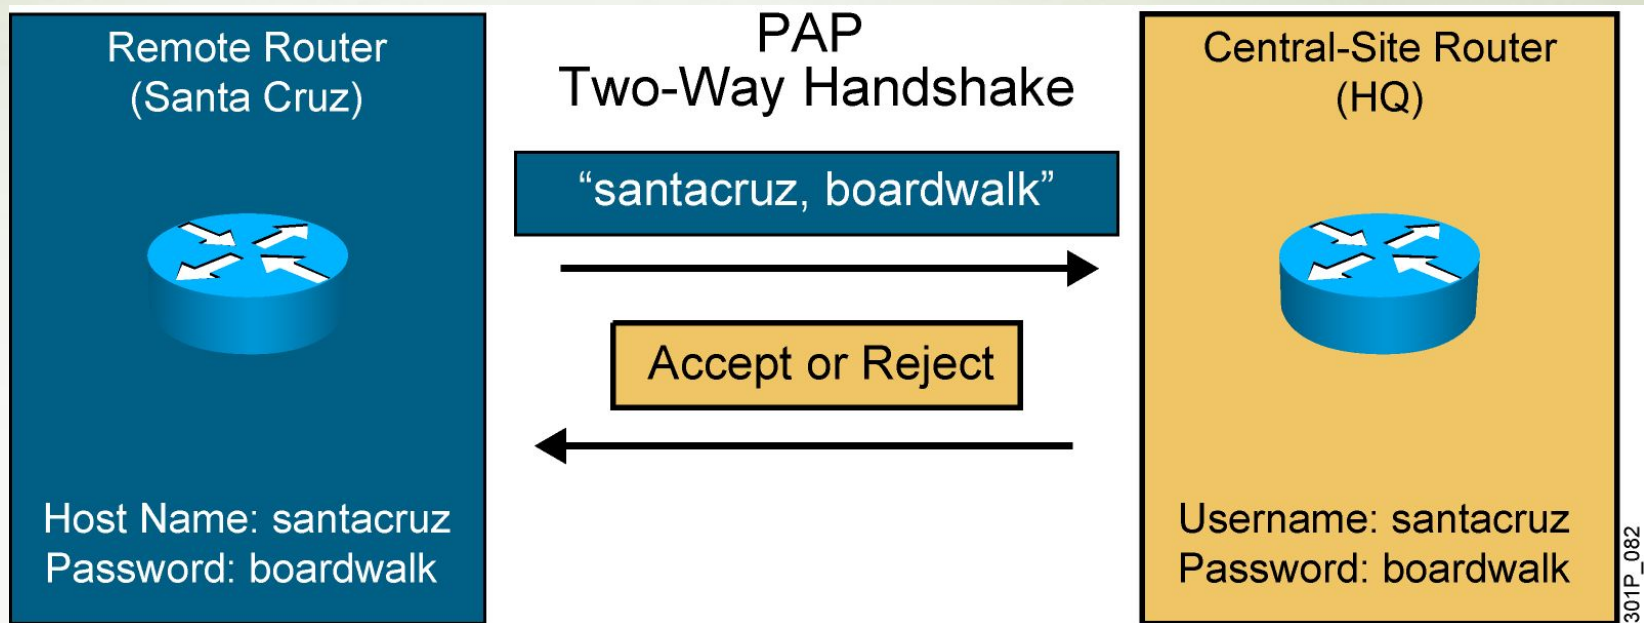 Remote Router
(Santa Cruz)
Host Name: santacruz
Password: boardwalk
PAP
Two-Way Handshake
“santacruz, boardwalk”
Accept or Reject
Central-Site Router
(HQ)
Username: santacruz
Password: boardwalk
301P_082